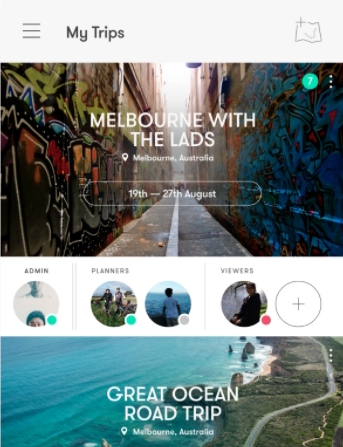 My Trips
7
MELBOURNE WITH
THE LADS
Melbourne, Australia
19th — 27th August
ADMIN PLANNERS VIEWERS
GREAT OCEAN
ROAD TRIP
Melbourne, Australia